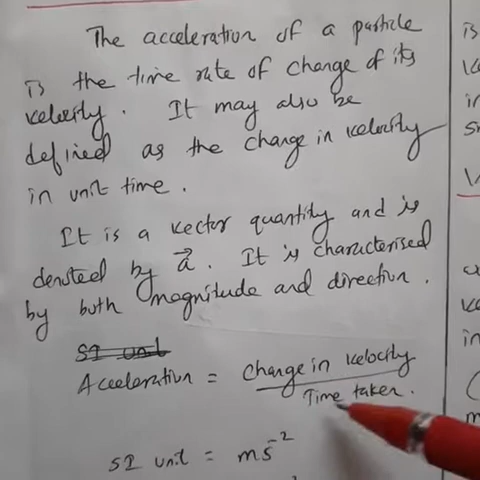 The acceleration of a particle
is the time rate of change of its
velocity. It may also be
defined as the change in velocity
in unit time.
It is a vector quantity and is
denoted by a⃗. It is characterised
by both magnitude and direction.
SI unit
Acceleration = Change in velocity
Time taken.
SI unit = ms⁻²